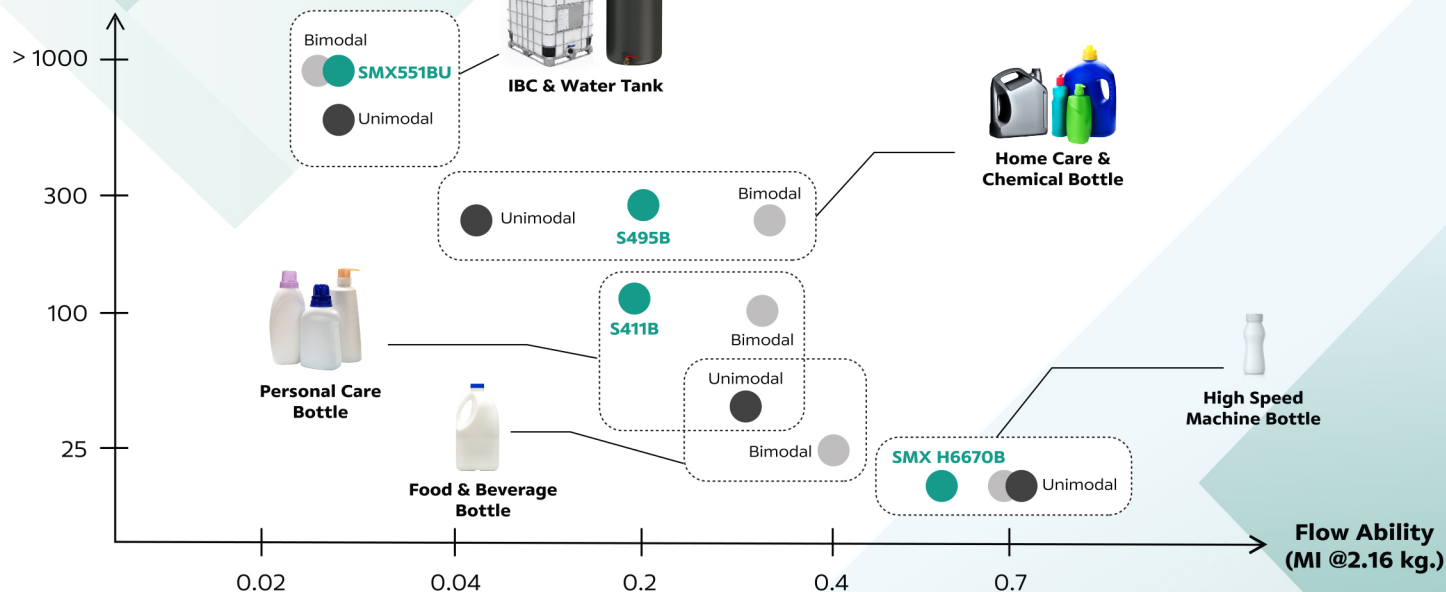 Bimodal
> 1000
SMX551BU
Unimodal
IBC & Water Tank
Home Care &
Chemical Bottle
300
Unimodal
S495B
Bimodal
100
S411B
Bimodal
Personal Care
Bottle
Unimodal
High Speed
Machine Bottle
25
Bimodal
SMX H6670B
Unimodal
Food & Beverage
Bottle
Flow Ability
(MI @2.16 kg.)
0.02
0.04
0.2
0.4
0.7